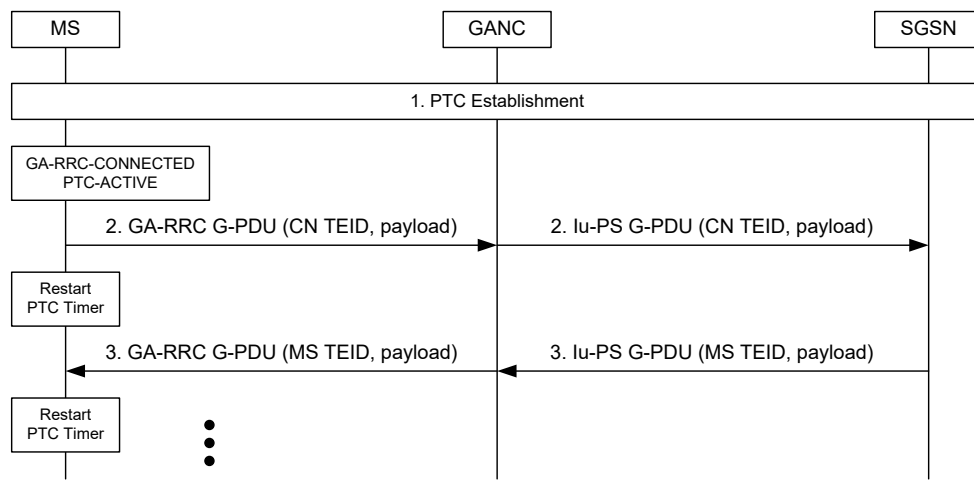 MS
GANC
SGSN
1. PTC Establishment
GA-RRC-CONNECTED
PTC-ACTIVE
2. GA-RRC G-PDU (CN TEID, payload)
2. Iu-PS G-PDU (CN TEID, payload)
Restart
PTC Timer
3. GA-RRC G-PDU (MS TEID, payload)
3. Iu-PS G-PDU (MS TEID, payload)
Restart
PTC Timer